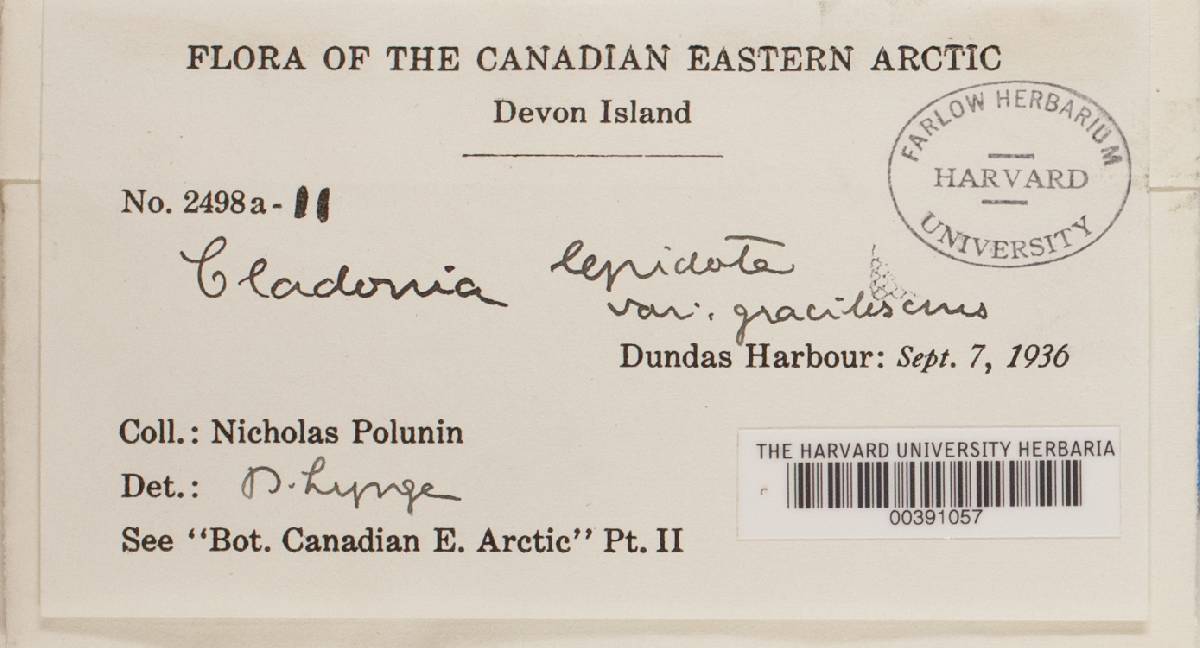 FLORA OF THE CANADIAN EASTERN ARCTIC
Devon Island
FARLOW HERBARIUM
HARVARD
UNIVERSITY
No. 2498a-11
Cladonia lepidota
var. gracilescens
Dundas Harbour: Sept. 7, 1936
Coll.: Nicholas Polunin
Det.: B. Lynge
See "Bot. Canadian E. Arctic" Pt. II
THE HARVARD UNIVERSITY HERBARIA
00391057